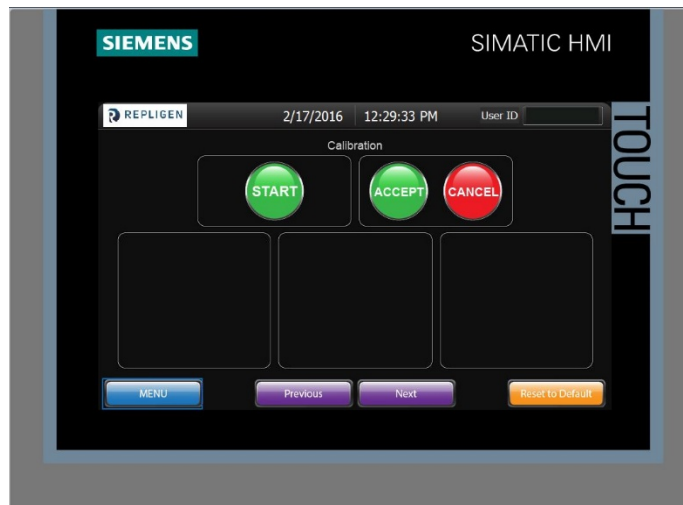 SIEMENS SIMATIC HMI
TOUCH
REPLIGEN 2/17/2016 12:29:33 PM User ID
Calibration
START ACCEPT CANCEL
MENU Previous Next Reset to Default